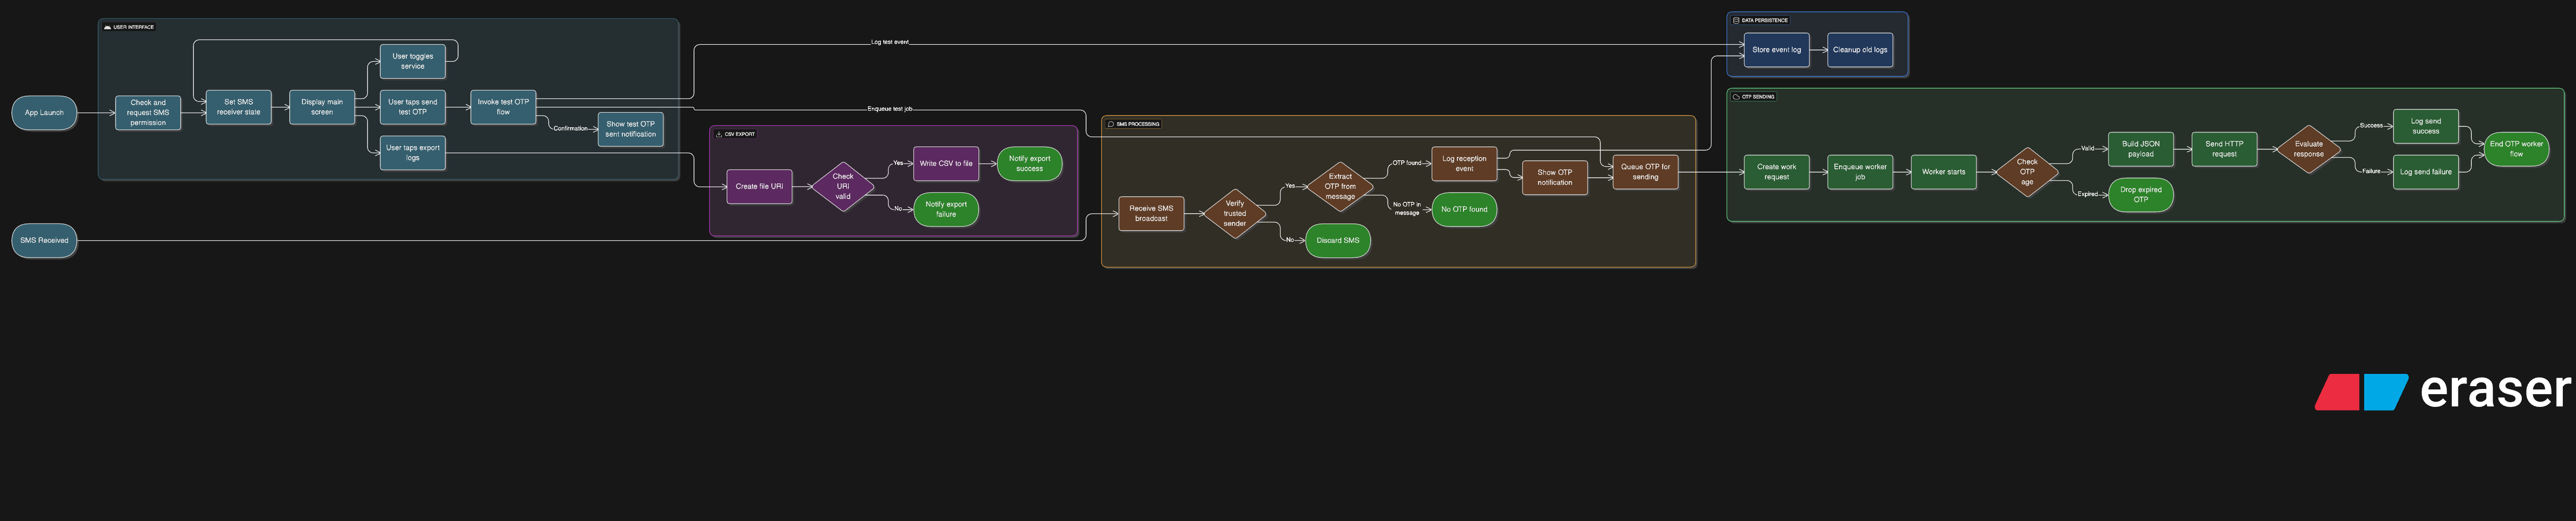 USER INTERFACE
App Launch
Check and
request SMS
permission
Set SMS
receiver state
Display main
screen
User toggles
service
User taps send
test OTP
User taps export
logs
Invoke test OTP
flow
Confirmation
Show test OTP
sent notification
Log test event
Enqueue test job
SMS Received
CSV EXPORT
Create file URI
Check
URI
valid
Yes
Write CSV to file
Notify export
success
No
Notify export
failure
SMS PROCESSING
Receive SMS
broadcast
Verify
trusted
sender
Yes
No
Discard SMS
Extract
OTP from
message
OTP found
Log reception
event
No OTP in
message
No OTP found
Show OTP
notification
Queue OTP for
sending
DATA PERSISTENCE
Store event log
Cleanup old logs
OTP SENDING
Create work
request
Enqueue worker
job
Worker starts
Check
OTP
age
Valid
Build JSON
payload
Expired
Drop expired
OTP
Send HTTP
request
Evaluate
response
Success
Log send
success
Failure
Log send failure
End OTP worker
flow
eraser